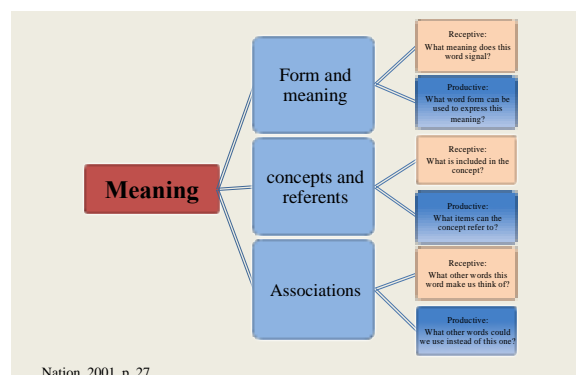 Meaning
Form and
meaning
Receptive:
What meaning does this
word signal?
Productive:
What word form can be
used to express this
meaning?
concepts and
referents
Receptive:
What is included in the
concept?
Productive:
What items can the
concept refer to?
Associations
Receptive:
What other words this
word make us think of?
Productive:
What other words could
we use instead of this one?
Nation, 2001, p. 27